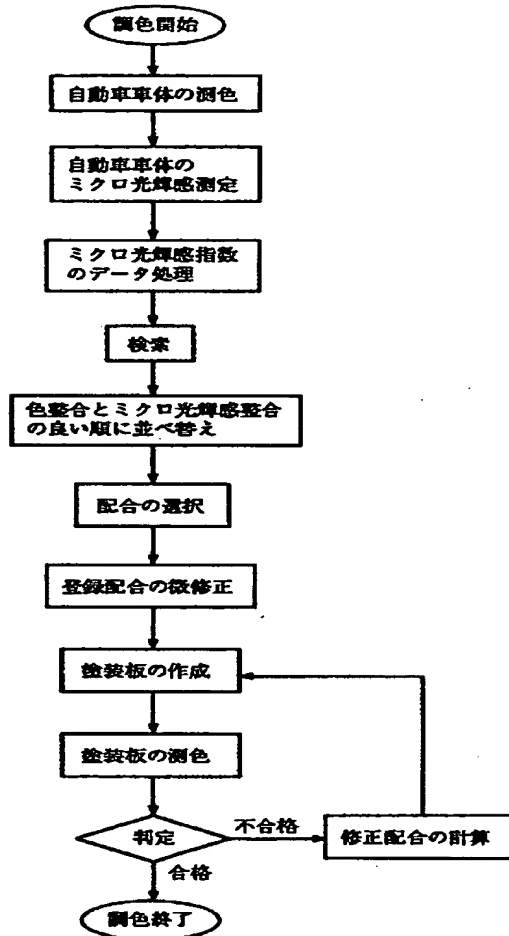 調色開始
自動車車体の測色
自動車車体の
ミクロ光輝感測定
ミクロ光輝感指数
のデータ処理
検索
色整合とミクロ光輝感整合
の良い順に並べ替え
配合の選択
登録配合の微修正
塗装板の作成
塗装板の測色
判定
不合格
修正配合の計算
合格
調色終了